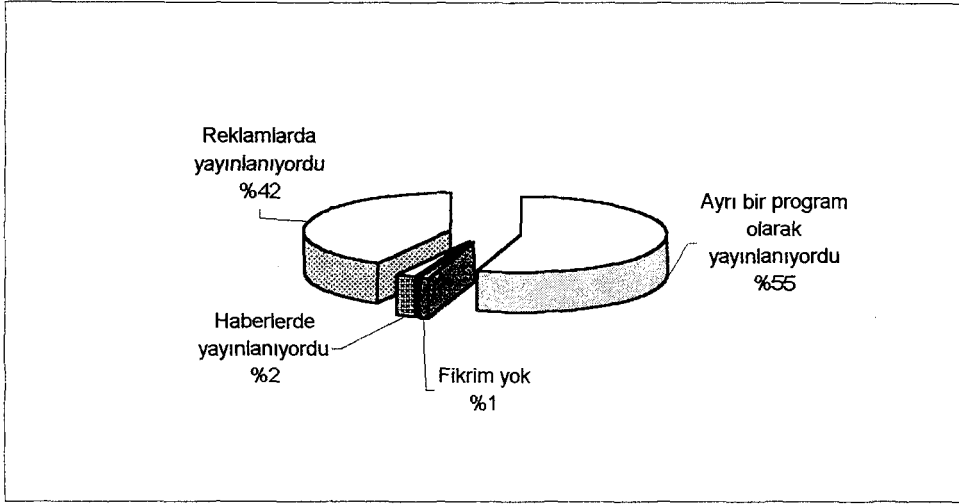 Reklamlarda
yayınlanıyordu
%42
Ayrı bir program
olarak
yayınlanıyordu
%55
Haberlerde
yayınlanıyordu
%2
Fikrim yok
%1